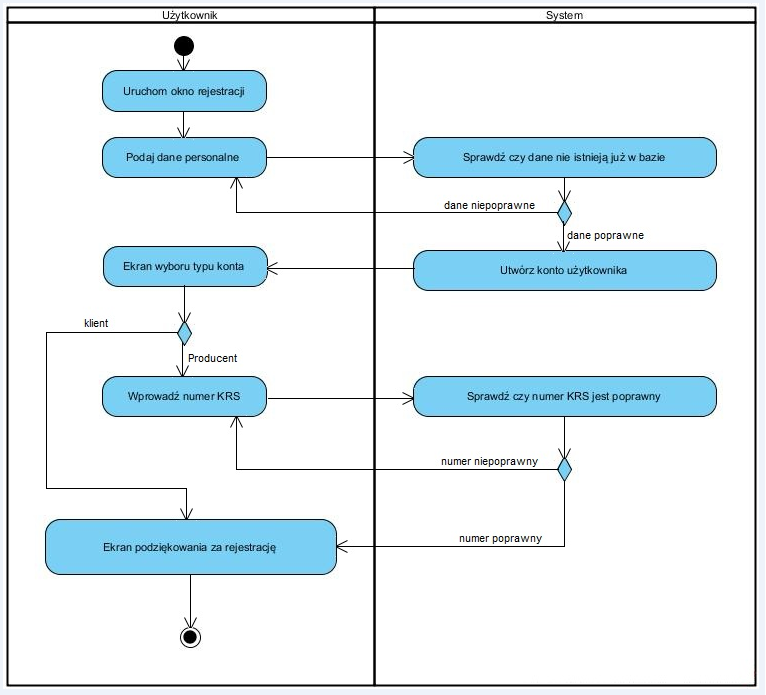 Użytkownik
System
Uruchom okno rejestracji
Podaj dane personalne
Sprawdź czy dane nie istnieją już w bazie
dane niepoprawne
dane poprawne
Ekran wyboru typu konta
Utwórz konto użytkownika
klient
Producent
Wprowadź numer KRS
Sprawdź czy numer KRS jest poprawny
numer niepoprawny
numer poprawny
Ekran podziękowania za rejestrację